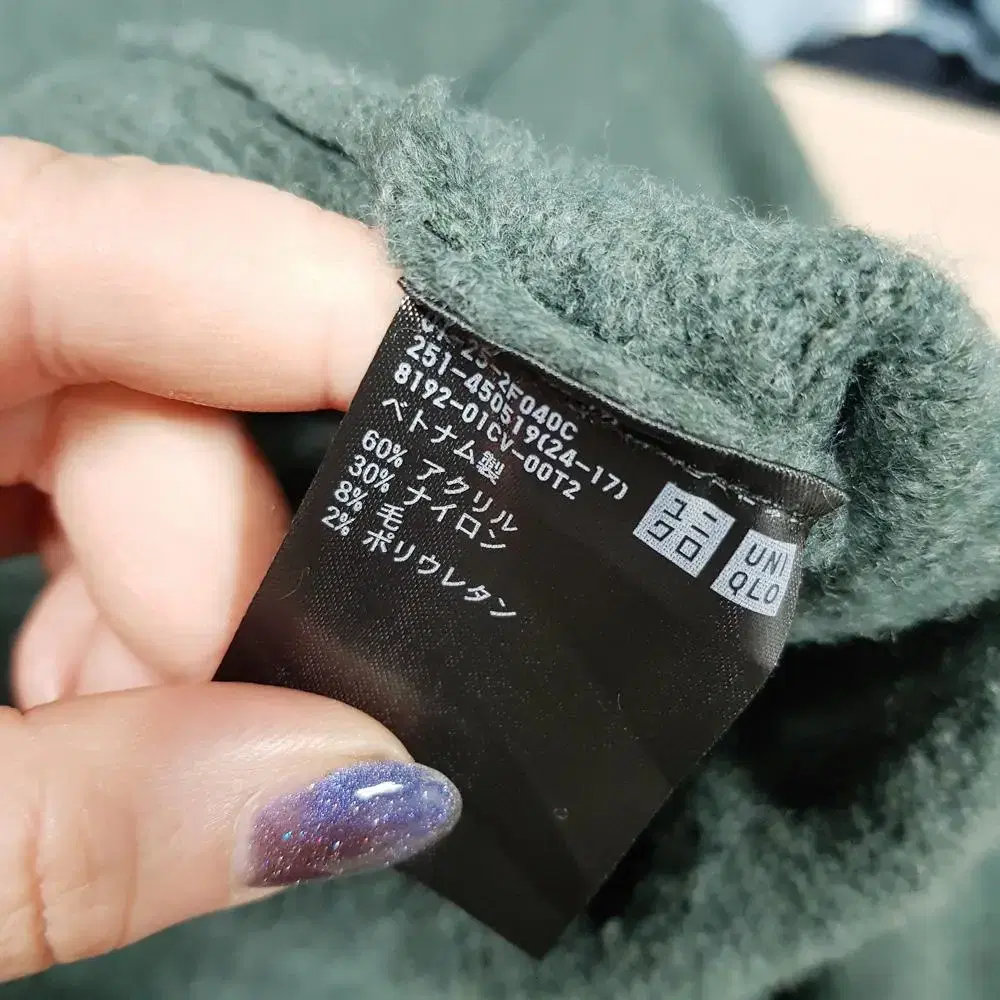 251-450519(24-17)
8192-01CV-00T2
ベトナム製
60% アクリル
30% ナイロン
8% 毛
2% ポリウレタン
ユニ
クロ
UNI
QLO